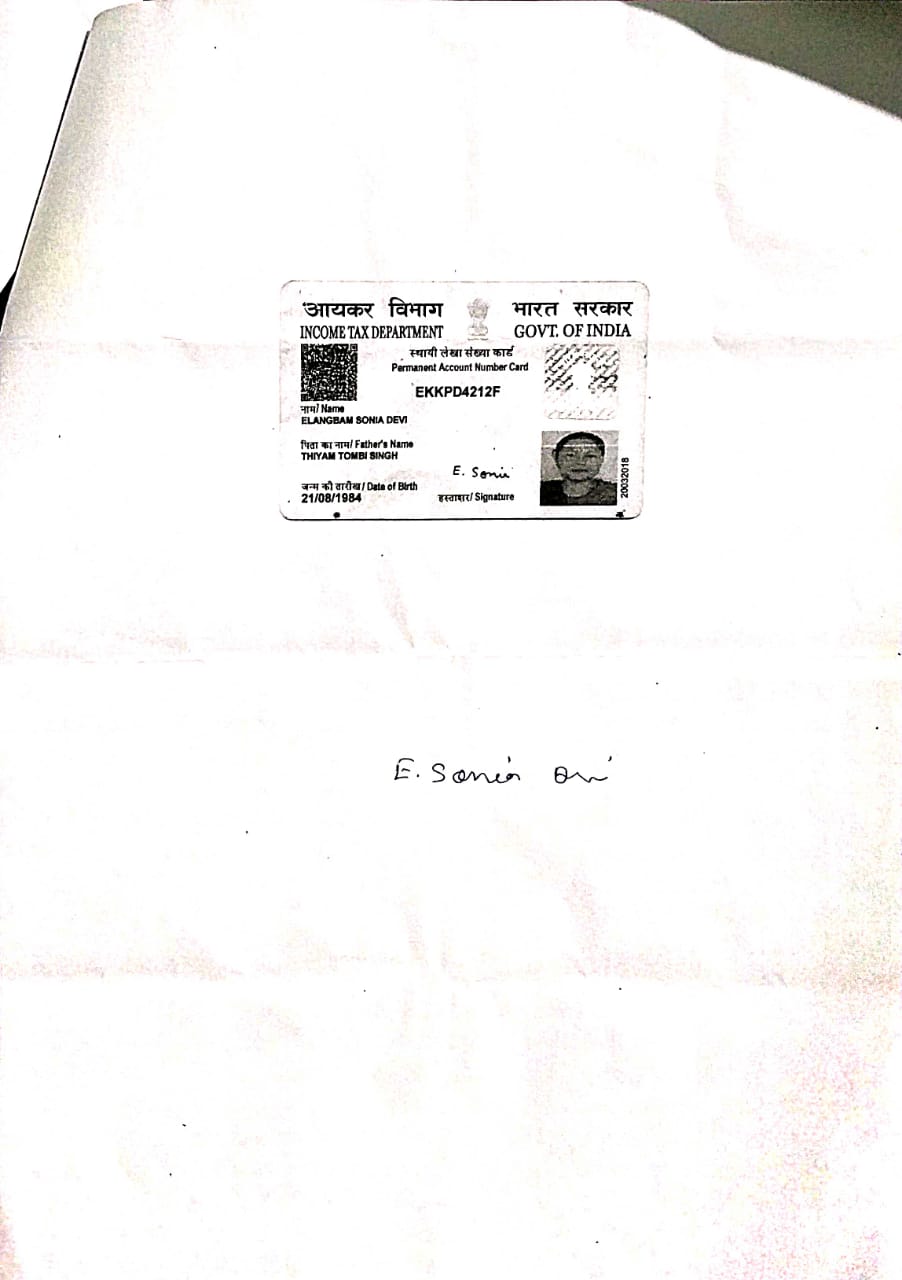 आयकर विभाग भारत सरकार
INCOME TAX DEPARTMENT GOVT. OF INDIA
स्थायी लेखा संख्या कार्ड
Permanent Account Number Card
EKKPD4212F
नाम/ Name
ELANGBAM SONIA DEVI
पिता का नाम/ Father's Name
THIYAM TOMBI SINGH
E. Sonia
जन्म की तारीख/ Date of Birth
21/08/1984
हस्ताक्षर/ Signature
20032018
E. Sonia